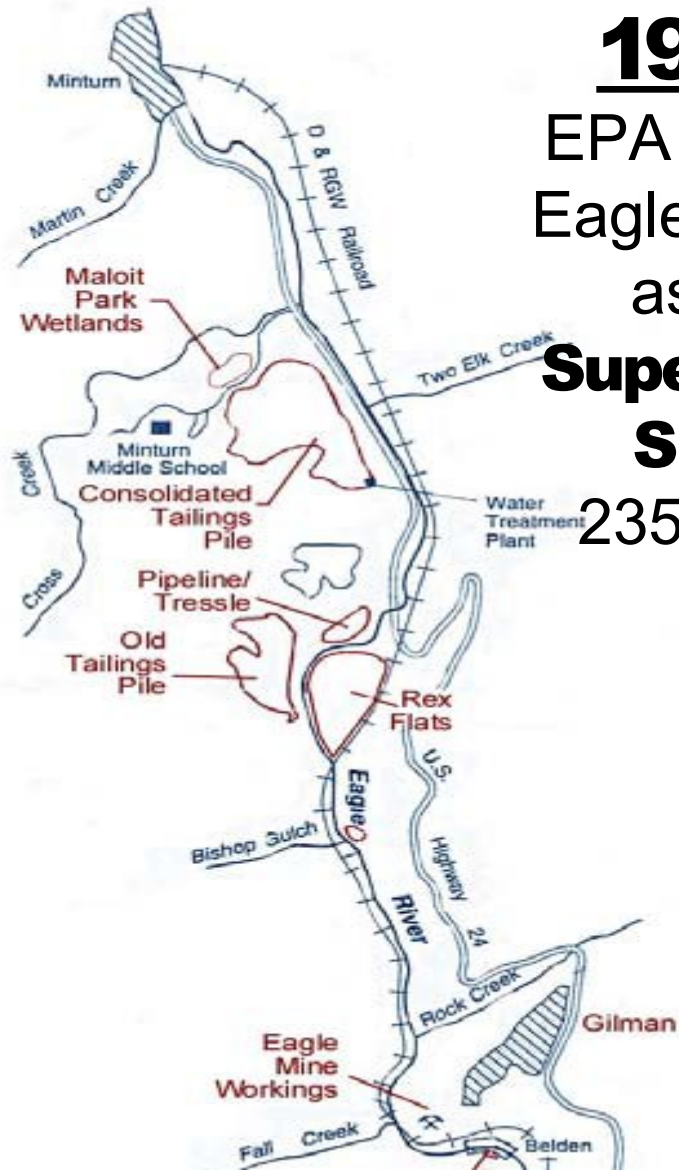 19
EPA
Eagle
as
Supe
S
235
Minturn
D & RGW Railroad
Martin Creek
Maloit
Park
Wetlands
Two Elk Creek
Minturn
Middle School
Creek
Cross
Consolidated
Tailings
Pile
Water
Treatment
Plant
Pipeline/
Tressle
Old
Tailings
Pile
Rex
Flats
U.S.
Highway
24
Eagle
River
Bishop Gulch
Rock Creek
Gilman
Eagle
Mine
Workings
Fall Creek
Belden